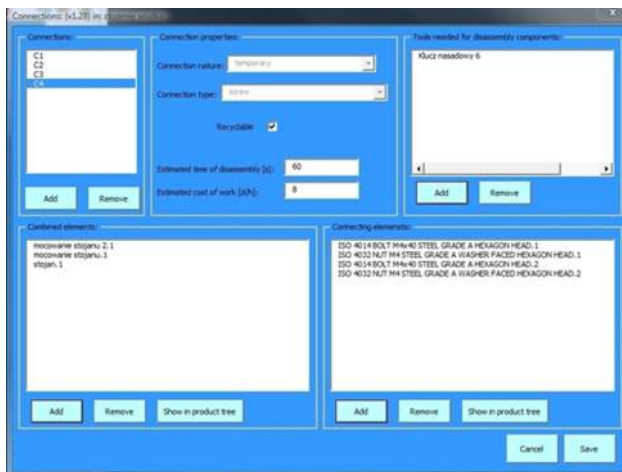 Connections: (v1.28) in:
Connections:
C1
C2
C3
C4
Add
Remove
Connection properties:
Connection nature: temporary
Connection type: screw
Recyclable
Estimated time of disassembly [s]: 60
Estimated cost of work [zł/h]: 8
Tools needed for disassembly components:
Klucz nasadowy 6
Add
Remove
Combined elements:
mocowanie stojanu 2.1
mocowanie stojanu.1
stojan.1
Add
Remove
Show in product tree
Connecting elements:
ISO 4014 BOLT M4x40 STEEL GRADE A HEXAGON HEAD.1
ISO 4032 NUT M4 STEEL GRADE A WASHER FACED HEXAGON HEAD.1
ISO 4014 BOLT M4x40 STEEL GRADE A HEXAGON HEAD.2
ISO 4032 NUT M4 STEEL GRADE A WASHER FACED HEXAGON HEAD.2
Add
Remove
Show in product tree
Cancel
Save